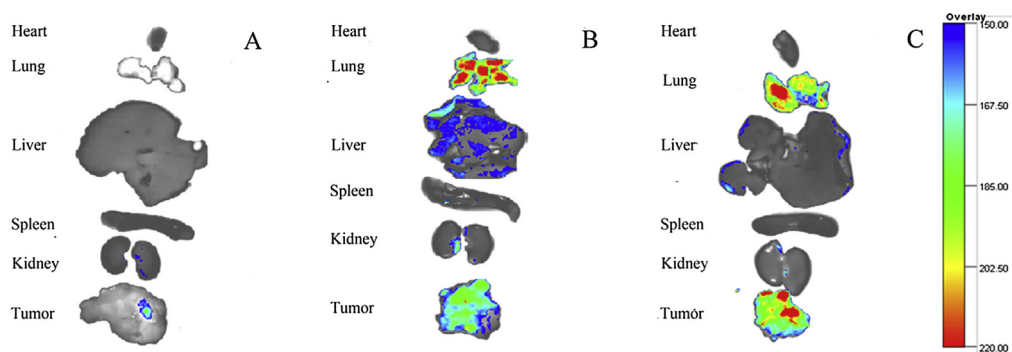 Heart
Lung
Liver
Spleen
Kidney
Tumor
A
Heart
Lung
Liver
Spleen
Kidney
Tumor
B
Heart
Lung
Liver
Spleen
Kidney
Tumor
C
Overlay
150.00
167.50
185.00
202.50
220.00